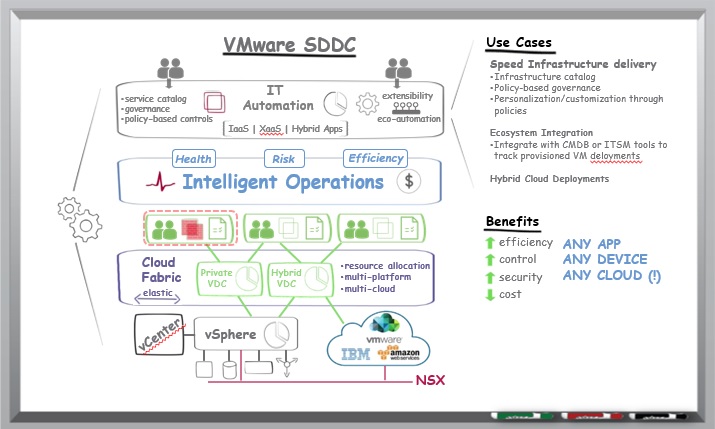 VMware SDDC
IT
Automation
•service catalog
•governance
•policy-based controls
extensibility
eco-automation
IaaS | XaaS | Hybrid Apps
Health
Risk
Efficiency
Intelligent Operations
$
Cloud
Fabric
elastic
Private
VDC
Hybrid
VDC
•resource allocation
•multi-platform
•multi-cloud
vCenter
vSphere
vmware
IBM
amazon
webservices
NSX
Use Cases
Speed Infrastructure delivery
•Infrastructure catalog
•Policy-based governance
•Personalization/customization through
policies
Ecosystem Integration
•Integrate with CMDB or ITSM tools to
track provisioned VM deloyments
Hybrid Cloud Deployments
Benefits
efficiency
control
security
cost
ANY APP
ANY DEVICE
ANY CLOUD (!)